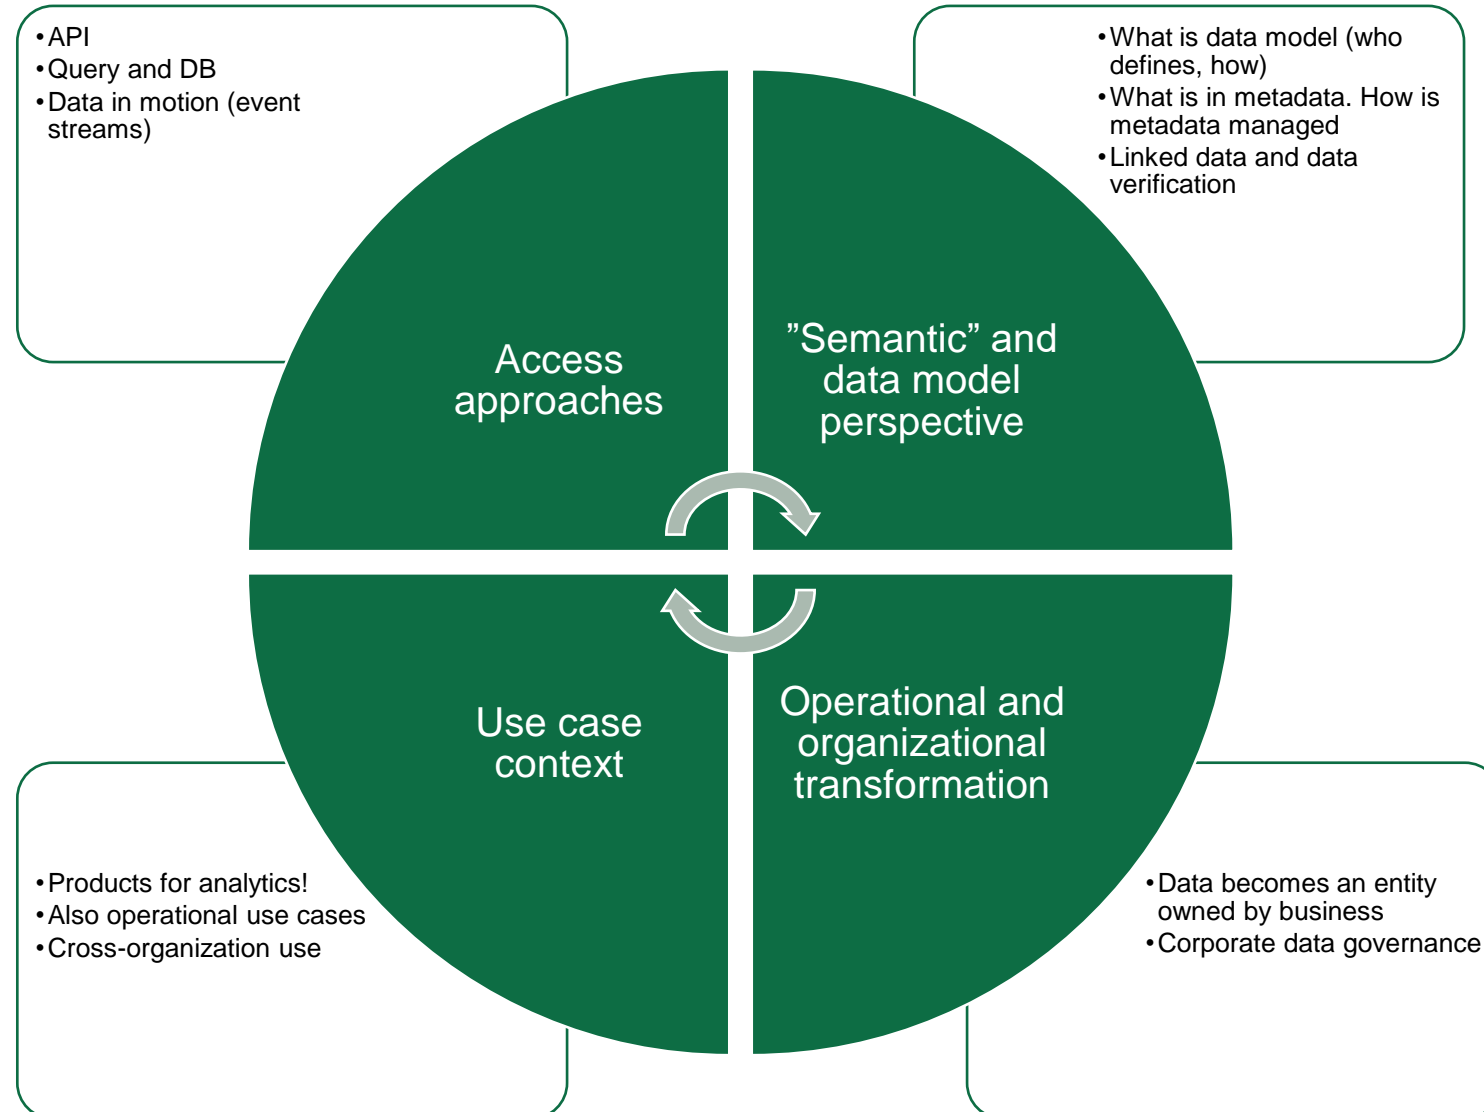 •API
•Query and DB
•Data in motion (event
streams)
•What is data model (who
defines, how)
•What is in metadata. How is
metadata managed
•Linked data and data
verification
Access
approaches
”Semantic” and
data model
perspective
Use case
context
Operational and
organizational
transformation
•Products for analytics!
•Also operational use cases
•Cross-organization use
•Data becomes an entity
owned by business
•Corporate data governance